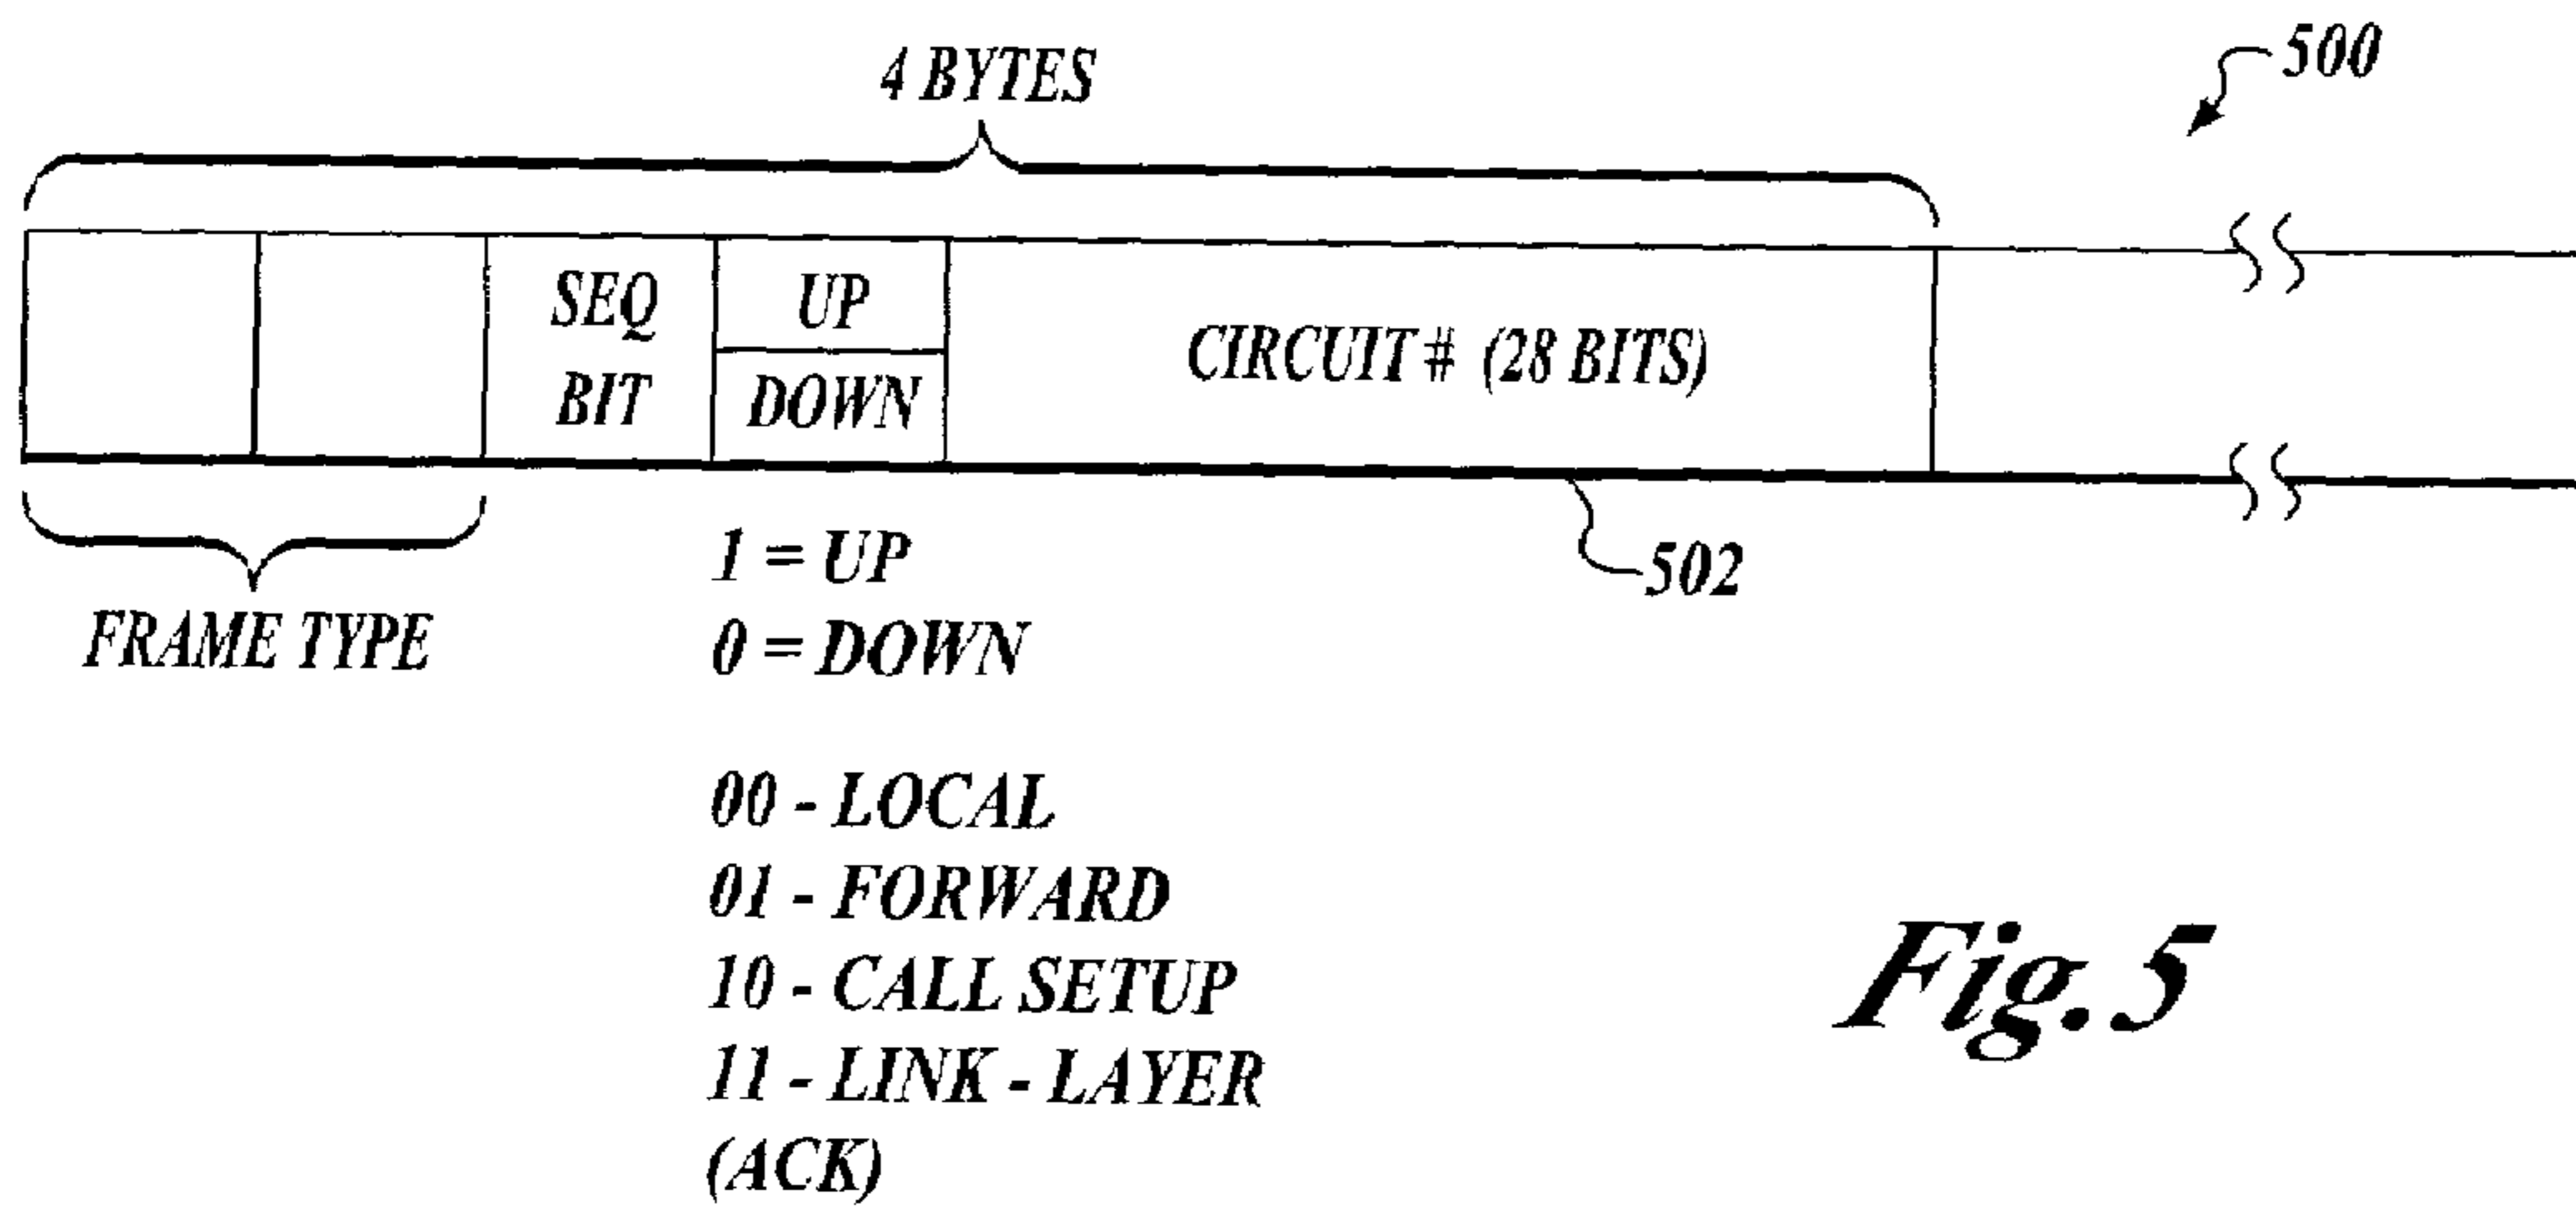 4 BYTES
500
SEQ
BIT
UP
DOWN
CIRCUIT # (28 BITS)
502
FRAME TYPE
1 = UP
0 = DOWN
00 - LOCAL
01 - FORWARD
10 - CALL SETUP
11 - LINK - LAYER
(ACK)
Fig. 5